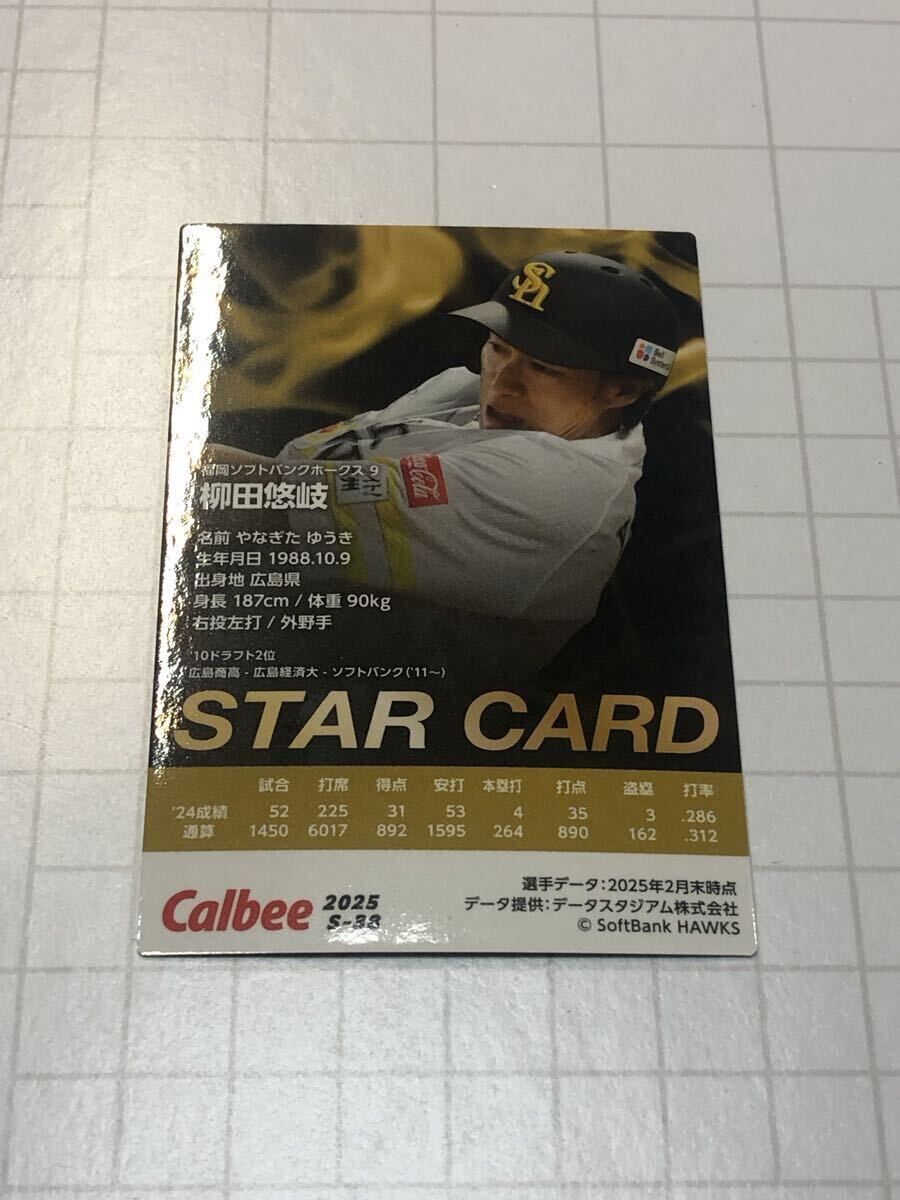 SH
Bell System24
Coca-Cola
福岡ソフトバンクホークス 9
柳田悠岐
名前 やなぎた ゆうき
生年月日 1988.10.9
出身地 広島県
身長 187cm / 体重 90kg
右投左打 / 外野手
'10ドラフト2位
広島商高 - 広島経済大 - ソフトバンク('11～)
STAR CARD
試合 打席 得点 安打 本塁打 打点 盗塁 打率
'24成績 52 225 31 53 4 35 3 .286
通算 1450 6017 892 1595 264 890 162 .312
Calbee 2025
S-38
選手データ：2025年2月末時点
データ提供：データスタジアム株式会社
© SoftBank HAWKS